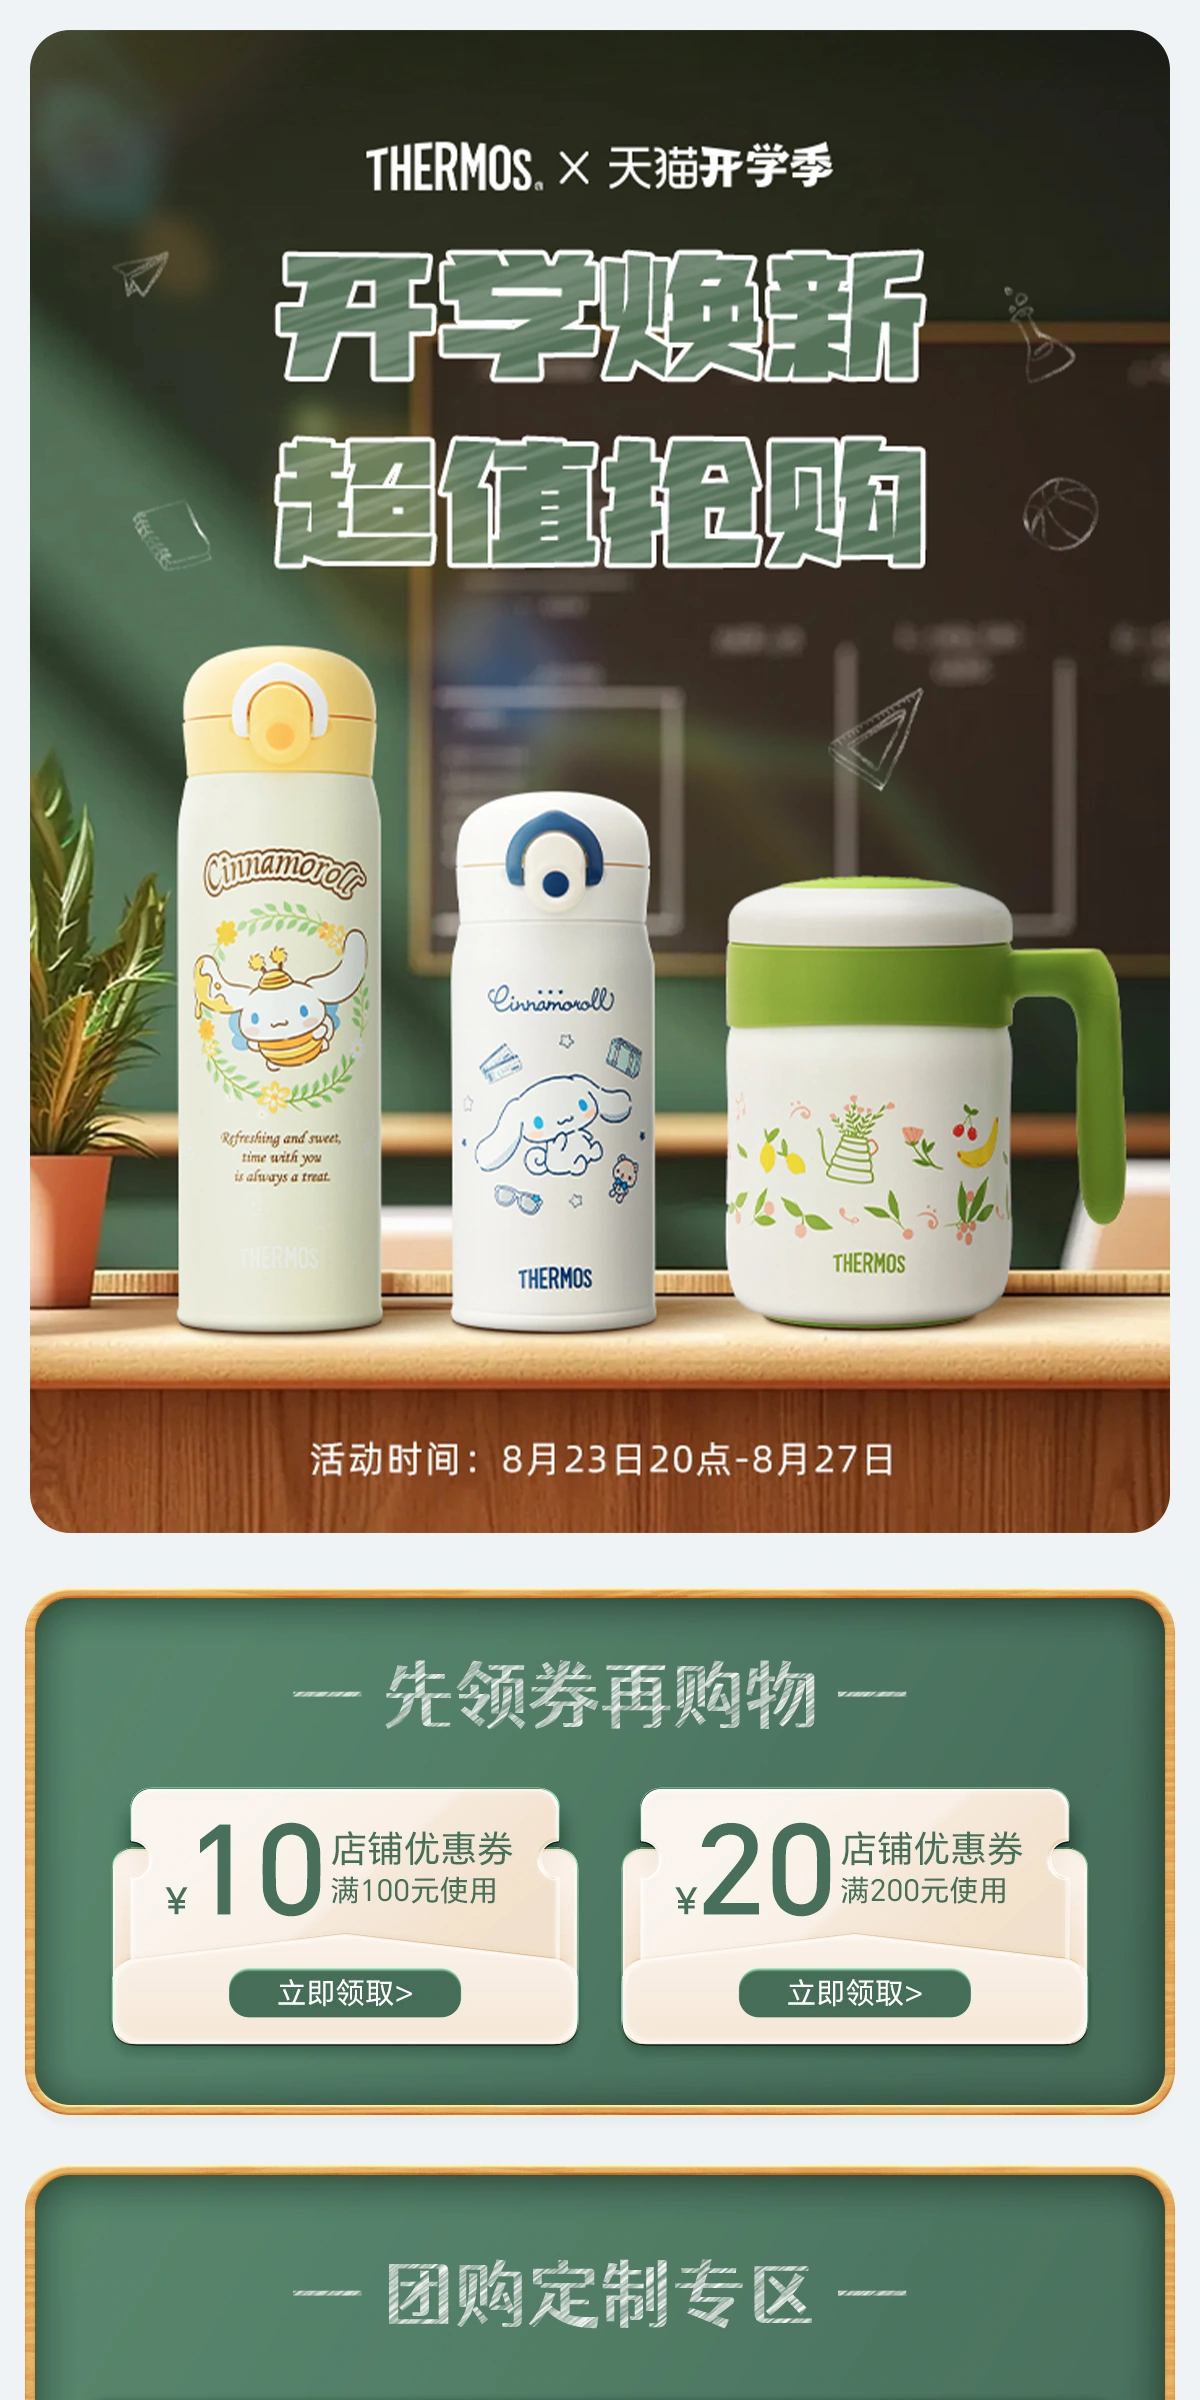 THERMOS® × 天猫开学季
开学焕新
超值抢购
Cinnamoroll
Refreshing and sweet,
time with you
is always a treat.
THERMOS
Cinnamoroll
THERMOS
THERMOS
活动时间：8月23日20点-8月27日
先领券再购物
¥10 店铺优惠券
满100元使用
立即领取>
¥20 店铺优惠券
满200元使用
立即领取>
团购定制专区